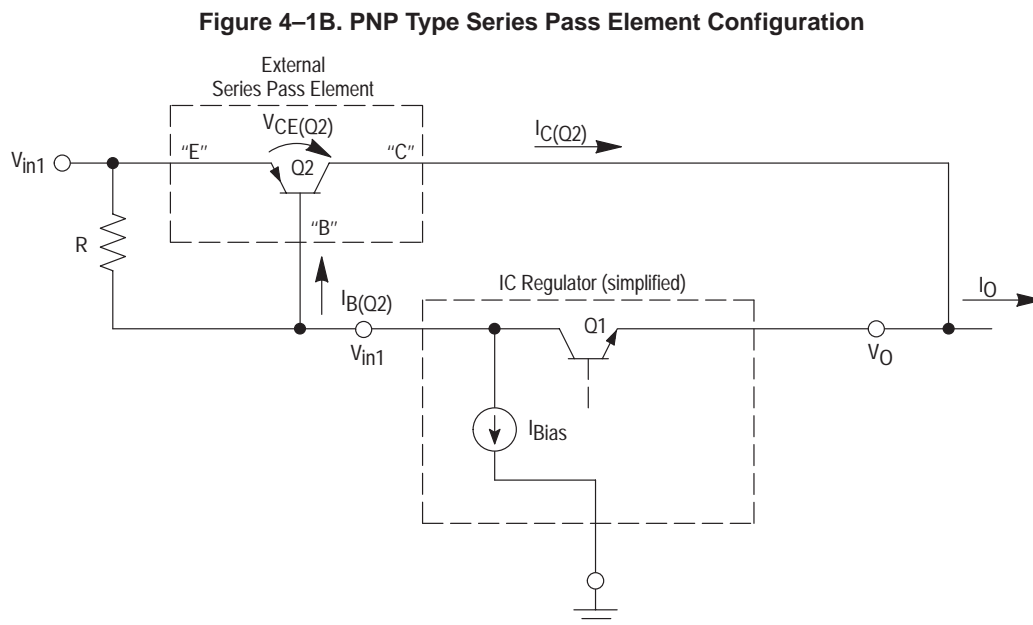 Figure 4–1B. PNP Type Series Pass Element Configuration
External
Series Pass Element
VCE(Q2)
IC(Q2)
Vin1
“E”
Q2
“C”
“B”
R
IB(Q2)
IC Regulator (simplified)
IO
Q1
Vin1
VO
IBias